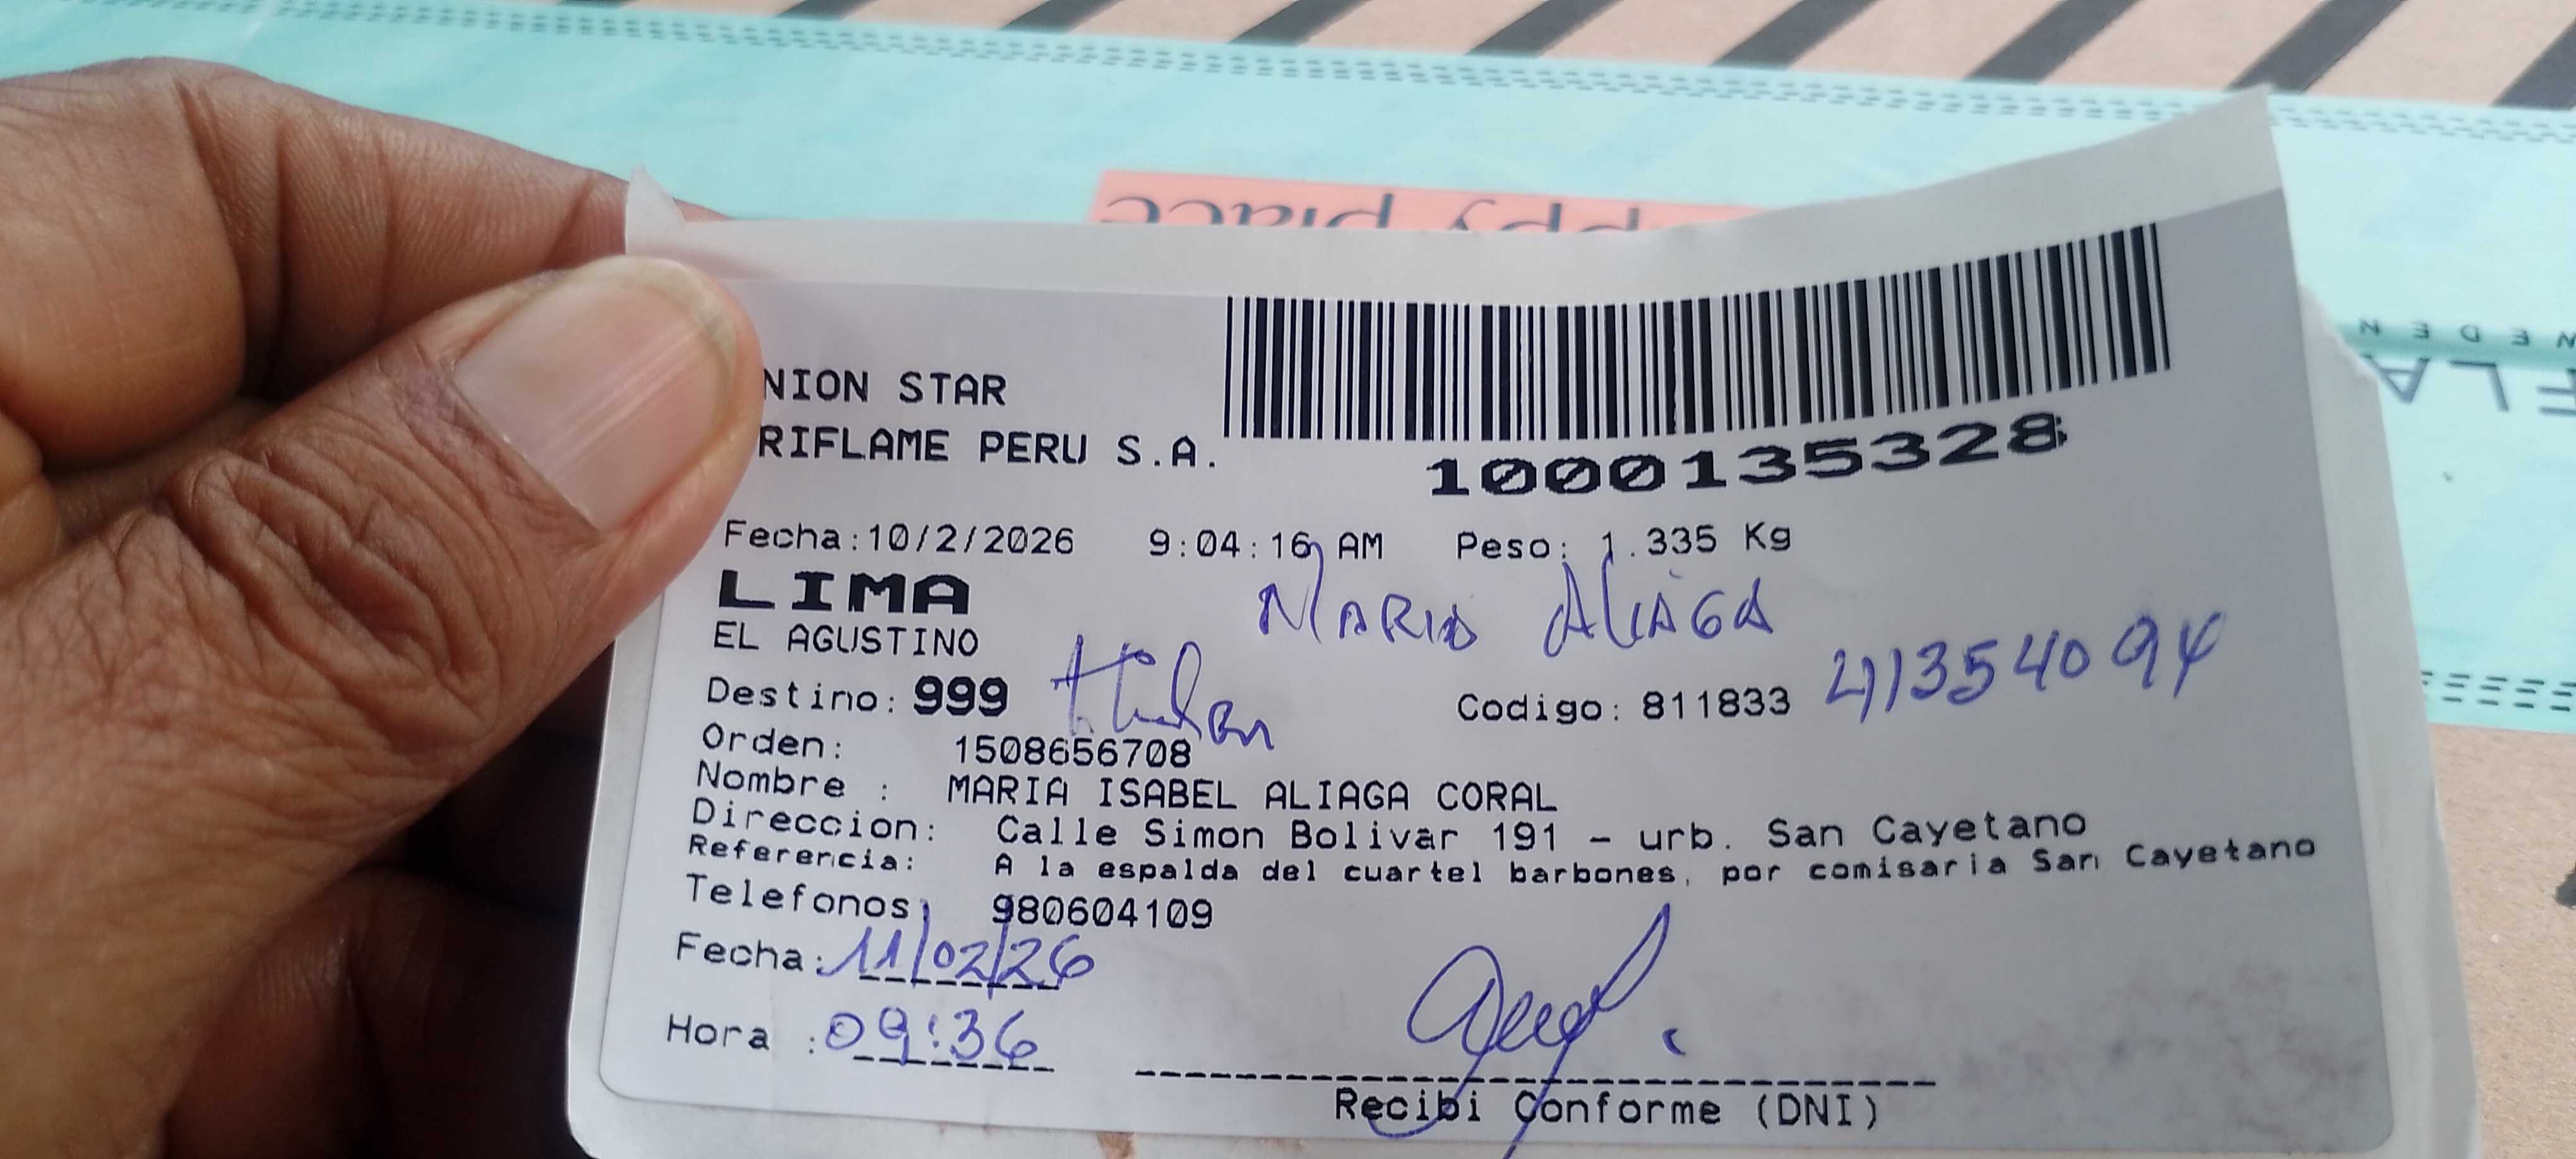 ppy place
NION STAR
RIFLAME PERU S.A.
1000135328
Fecha:10/2/2026 9:04:16 AM Peso: 1.335 Kg
LIMA
MARIO ALIAGA
EL AGUSTINO
41354094
Destino: 999
Codigo: 811833
Orden: 1508656708
Nombre : MARIA ISABEL ALIAGA CORAL
Direccion: Calle Simon Bolivar 191 - urb. San Cayetano
Referencia: A la espalda del cuartel barbones, por comisaria San Cayetano
Telefonos 980604109
Fecha: 11/02/26
Hora : 09:36
Recibi Conforme (DNI)